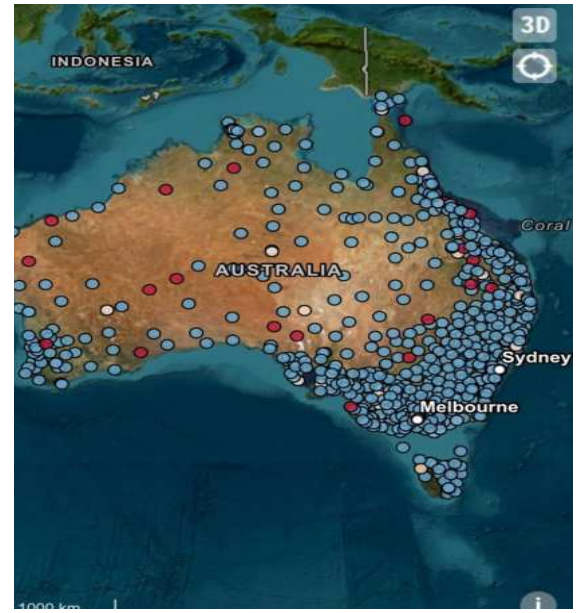 3D
INDONESIA
Coral
AUSTRALIA
Sydney
Melbourne
1000 km
i